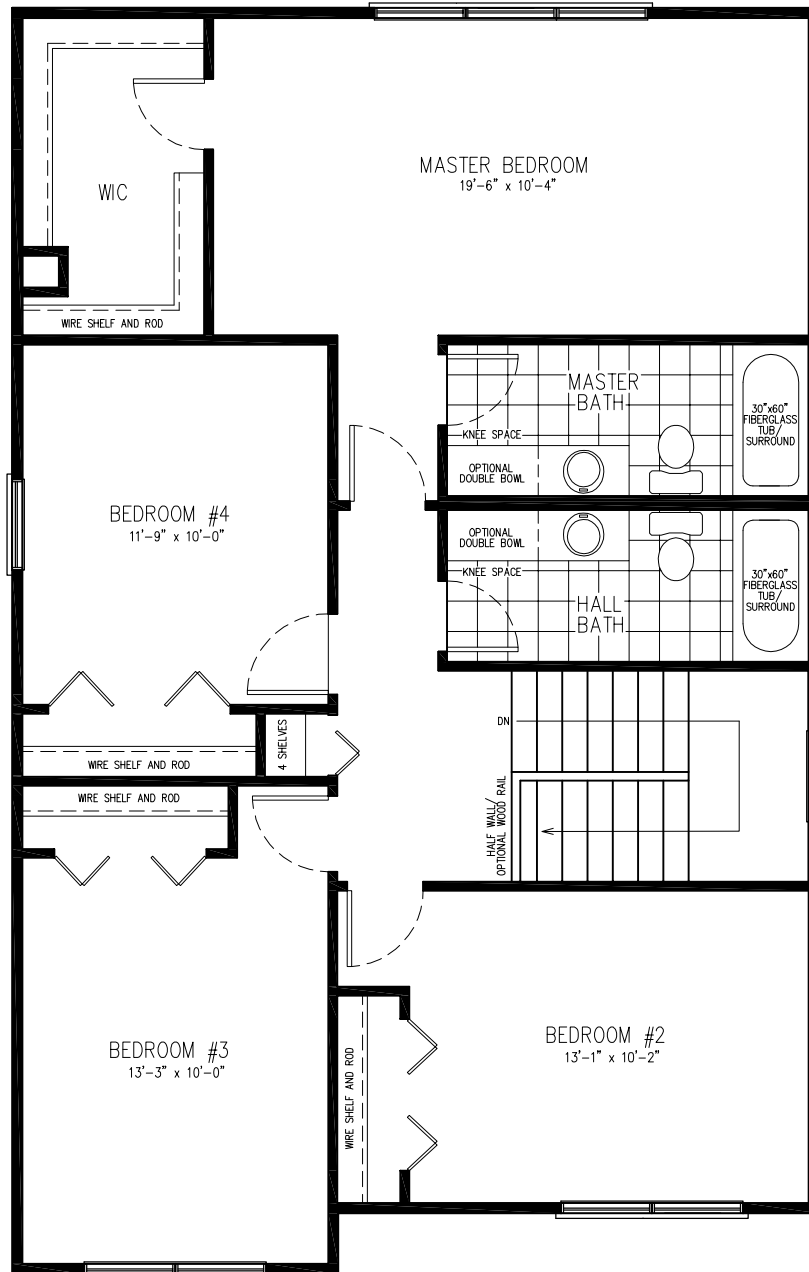 MASTER BEDROOM
19'-6" x 10'-4"
WIC
WIRE SHELF AND ROD
MASTER
BATH
30"x60"
FIBERGLASS
TUB/
SURROUND
KNEE SPACE
OPTIONAL
DOUBLE BOWL
BEDROOM #4
11'-9" x 10'-0"
OPTIONAL
DOUBLE BOWL
KNEE SPACE
30"x60"
FIBERGLASS
TUB/
SURROUND
HALL
BATH
DN
4 SHELVES
WIRE SHELF AND ROD
WIRE SHELF AND ROD
HALF WALL/
OPTIONAL WOOD RAIL
BEDROOM #3
13'-3" x 10'-0"
BEDROOM #2
13'-1" x 10'-2"
WIRE SHELF AND ROD